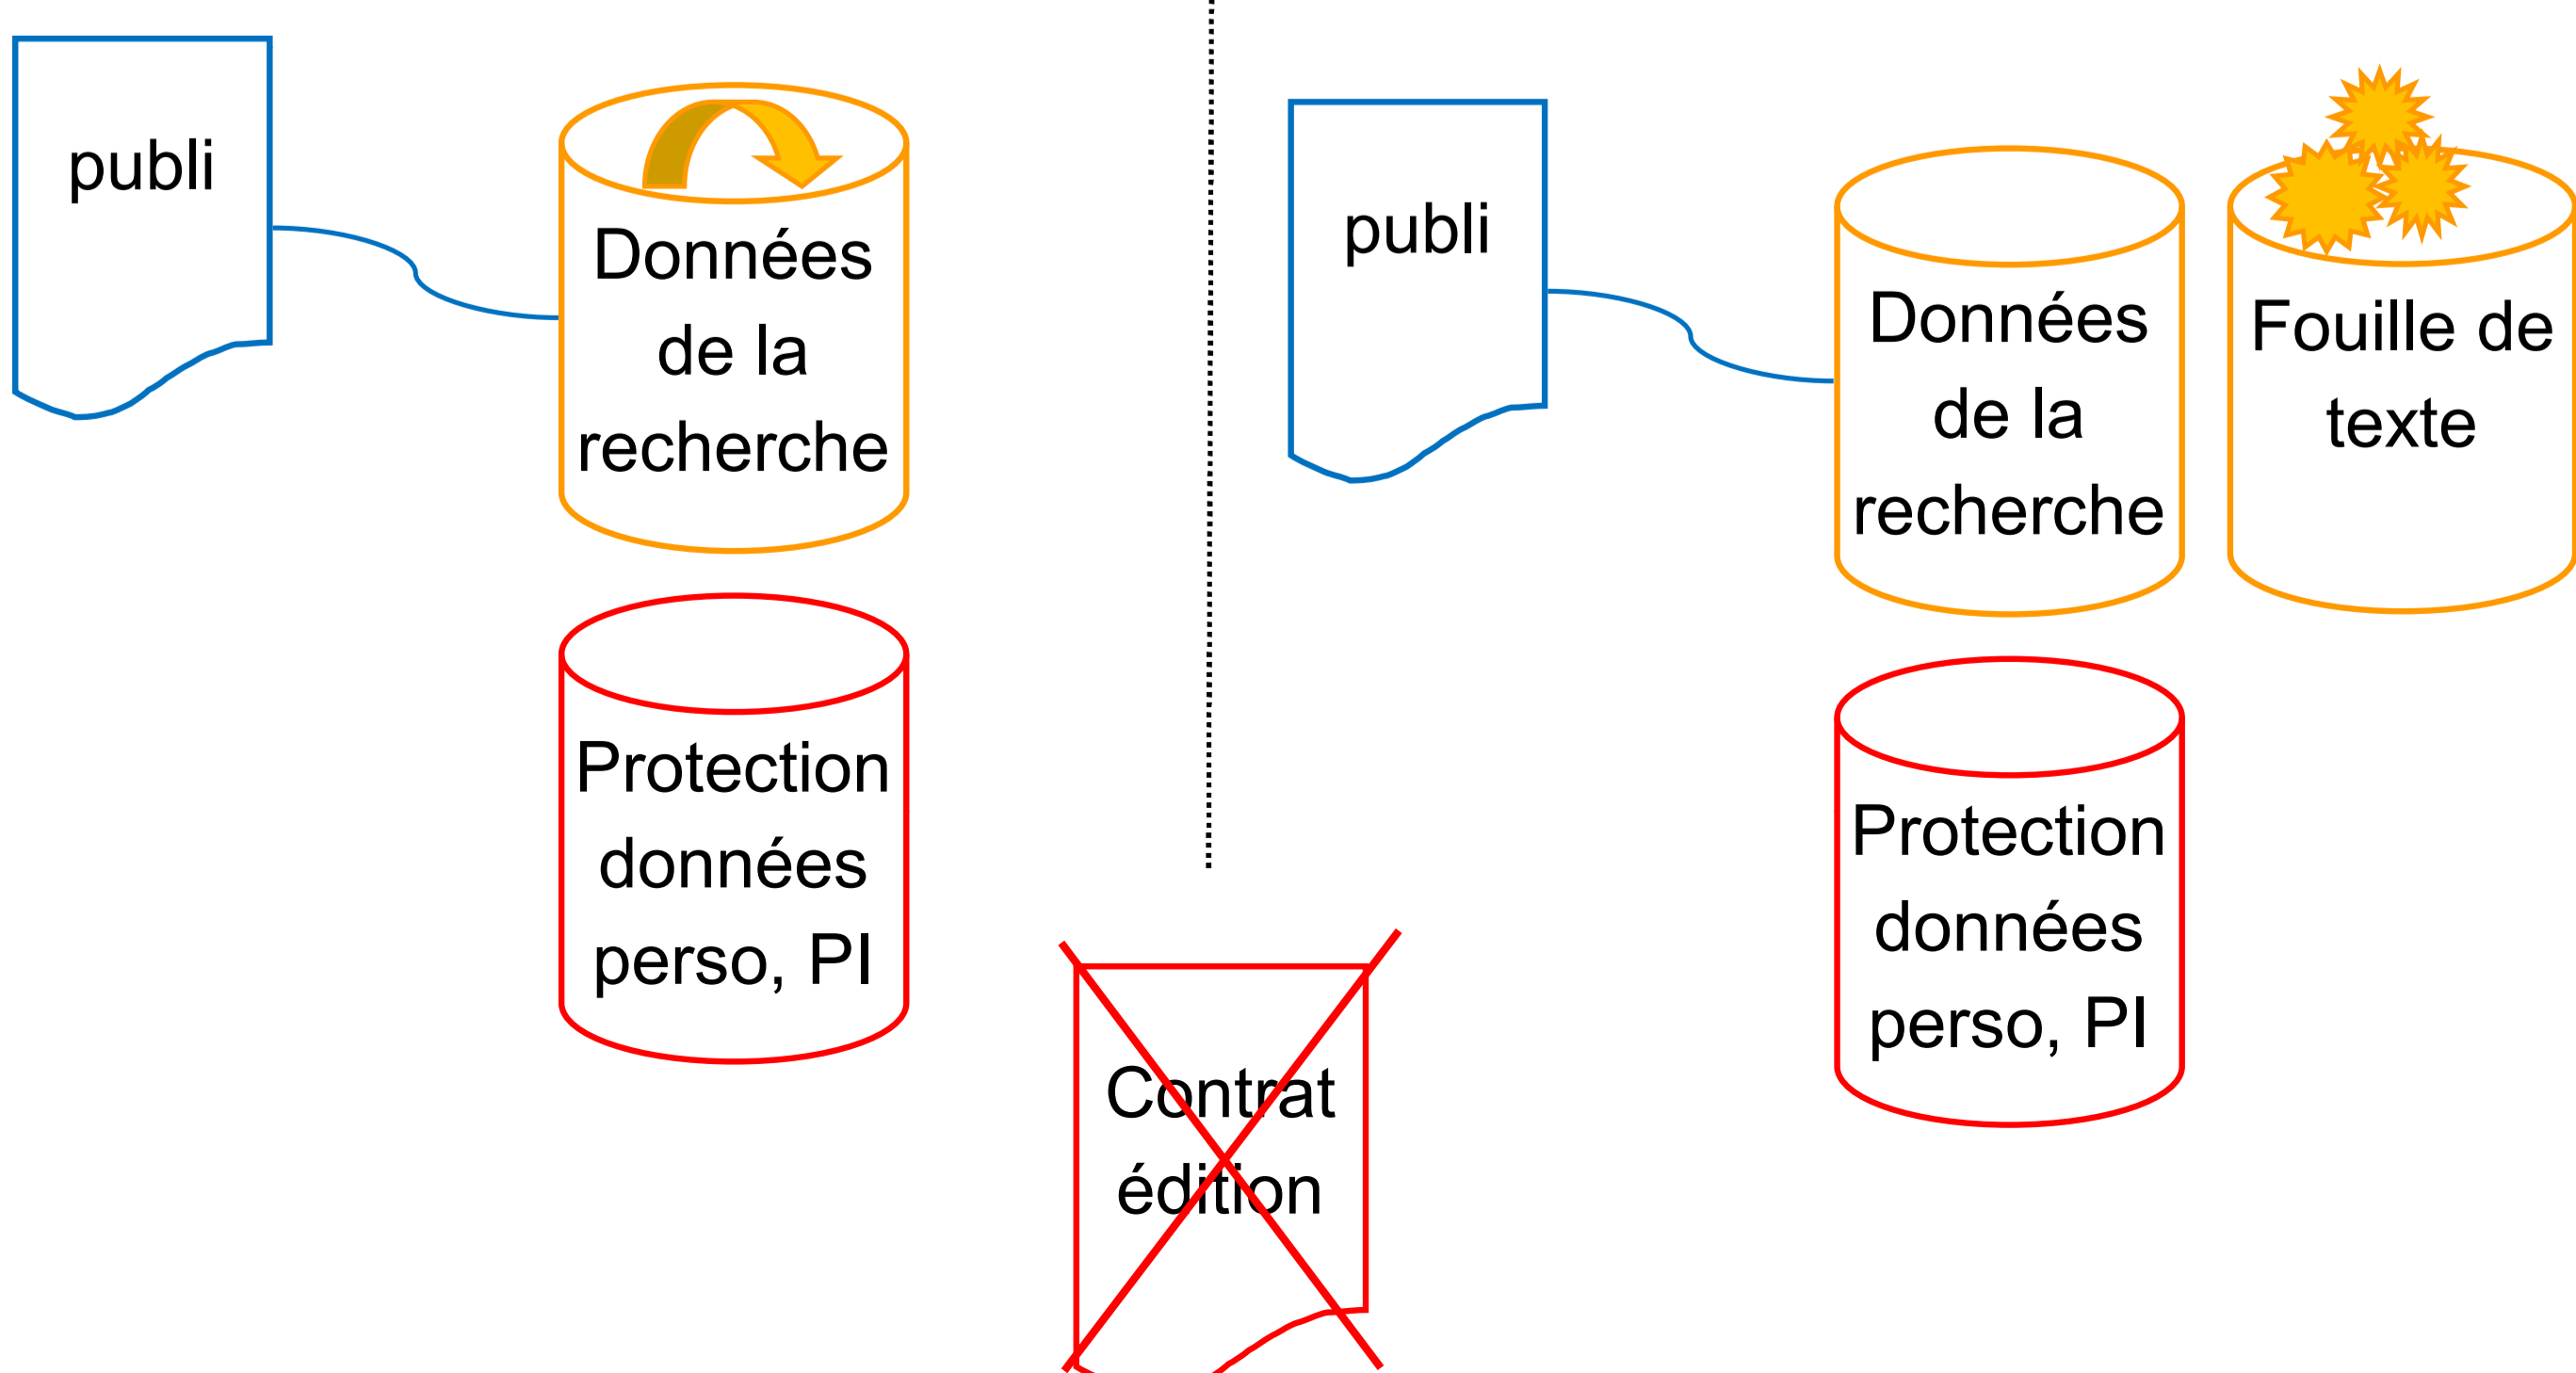 publi
Données
de la
recherche
Protection
données
perso, PI
Contrat
édition
publi
Données
de la
recherche
Fouille de
texte
Protection
données
perso, PI